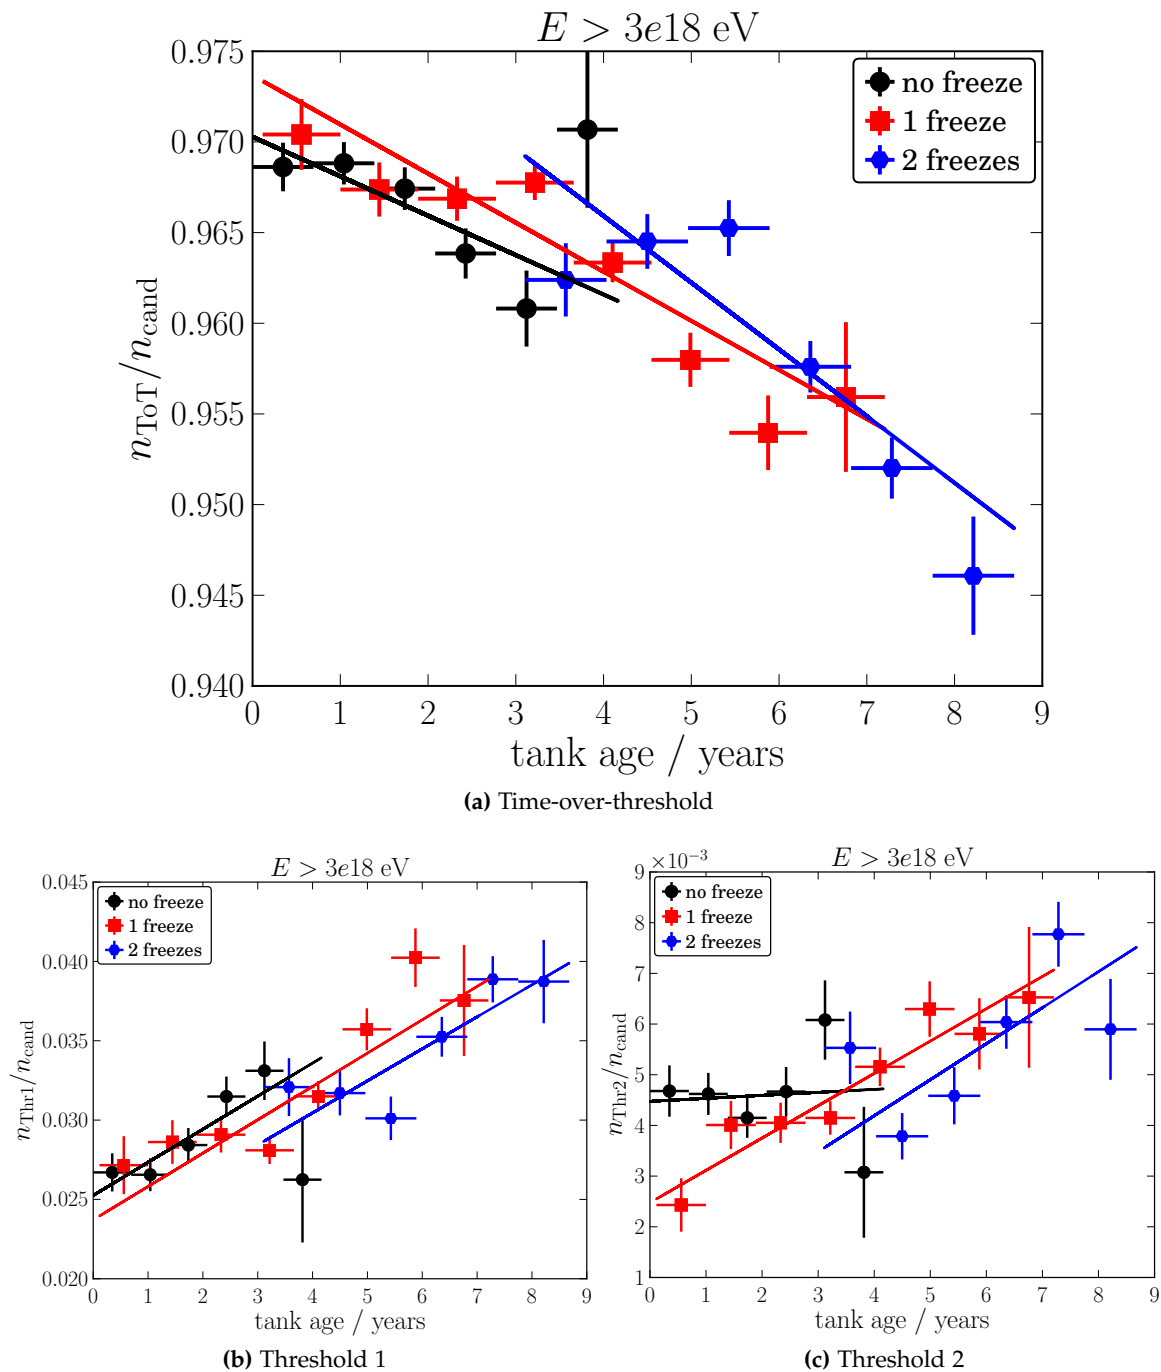 E > 3e18 eV
0.975
0.970
0.965
0.960
0.955
0.950
0.945
0.940
n_ToT/n_cand
no freeze
1 freeze
2 freezes
0 1 2 3 4 5 6 7 8 9
tank age / years
(a) Time-over-threshold
E > 3e18 eV
0.045
0.040
0.035
0.030
0.025
0.020
n_Thr1/n_cand
no freeze
1 freeze
2 freezes
0 1 2 3 4 5 6 7 8 9
tank age / years
(b) Threshold 1
×10⁻³
E > 3e18 eV
9
8
7
6
5
4
3
2
1
n_Thr2/n_cand
no freeze
1 freeze
2 freezes
0 1 2 3 4 5 6 7 8 9
tank age / years
(c) Threshold 2